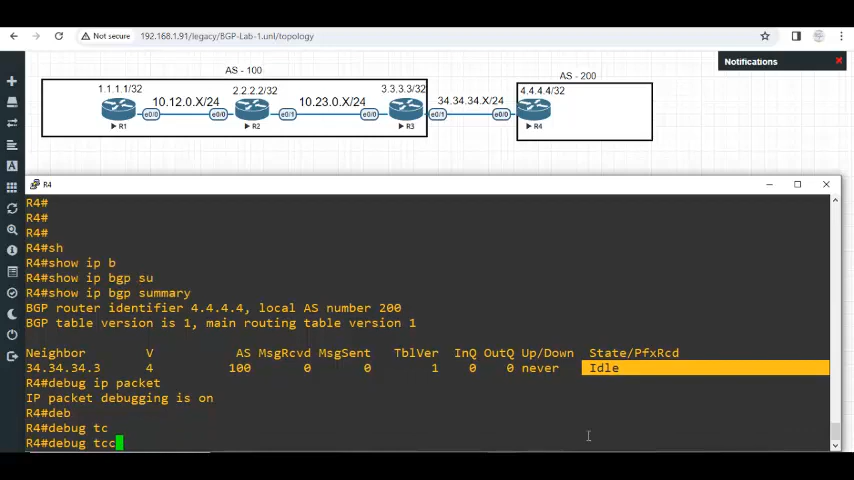 Not secure
192.168.1.91/legacy/BGP-Lab-1.unl/topology
Notifications
AS - 100
AS - 200
1.1.1.1/32
10.12.0.X/24
2.2.2.2/32
10.23.0.X/24
3.3.3.3/32
34.34.34.X/24
4.4.4.4/32
e0/0
e0/0
e0/1
e0/0
e0/1
e0/0
R1
R2
R3
R4
R4
R4#
R4#
R4#
R4#sh
R4#show ip b
R4#show ip bgp su
R4#show ip bgp summary
BGP router identifier 4.4.4.4, local AS number 200
BGP table version is 1, main routing table version 1
Neighbor V AS MsgRcvd MsgSent TblVer InQ OutQ Up/Down State/PfxRcd
34.34.34.3 4 100 0 0 1 0 0 never Idle
R4#debug ip packet
IP packet debugging is on
R4#deb
R4#debug tc
R4#debug tcc